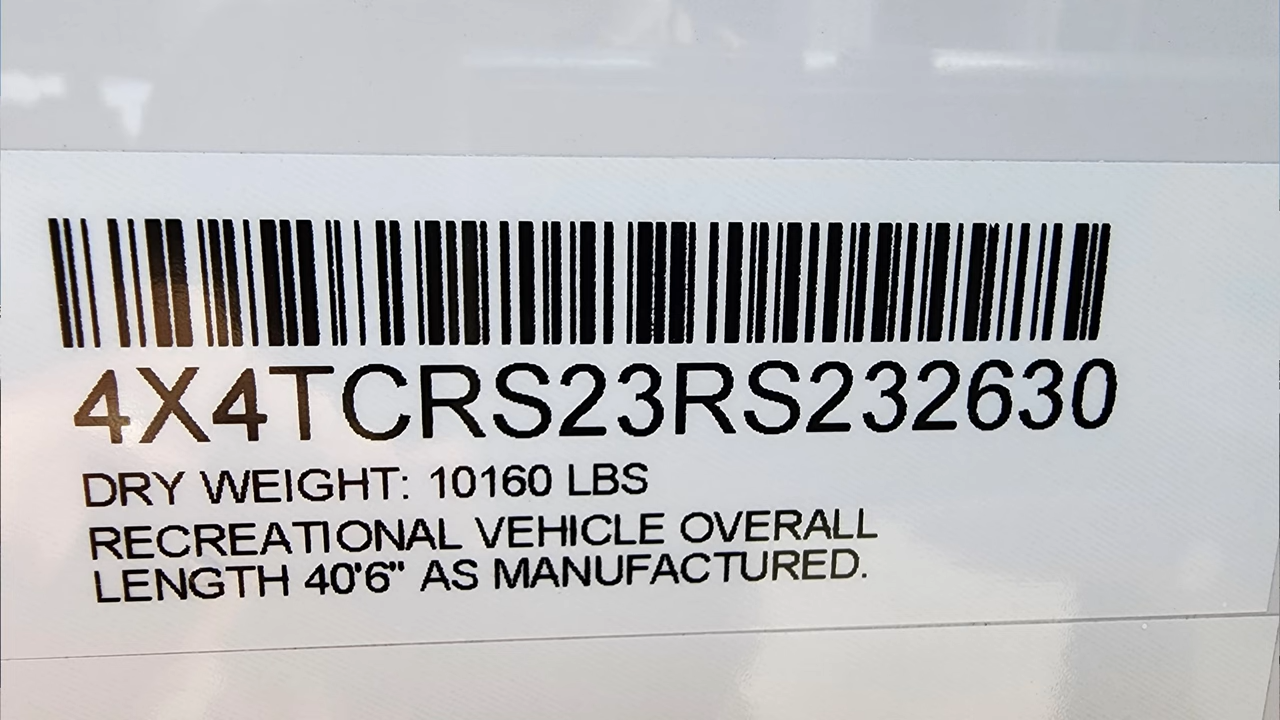 4X4TCRS23RS232630
DRY WEIGHT: 10160 LBS
RECREATIONAL VEHICLE OVERALL
LENGTH 40'6" AS MANUFACTURED.